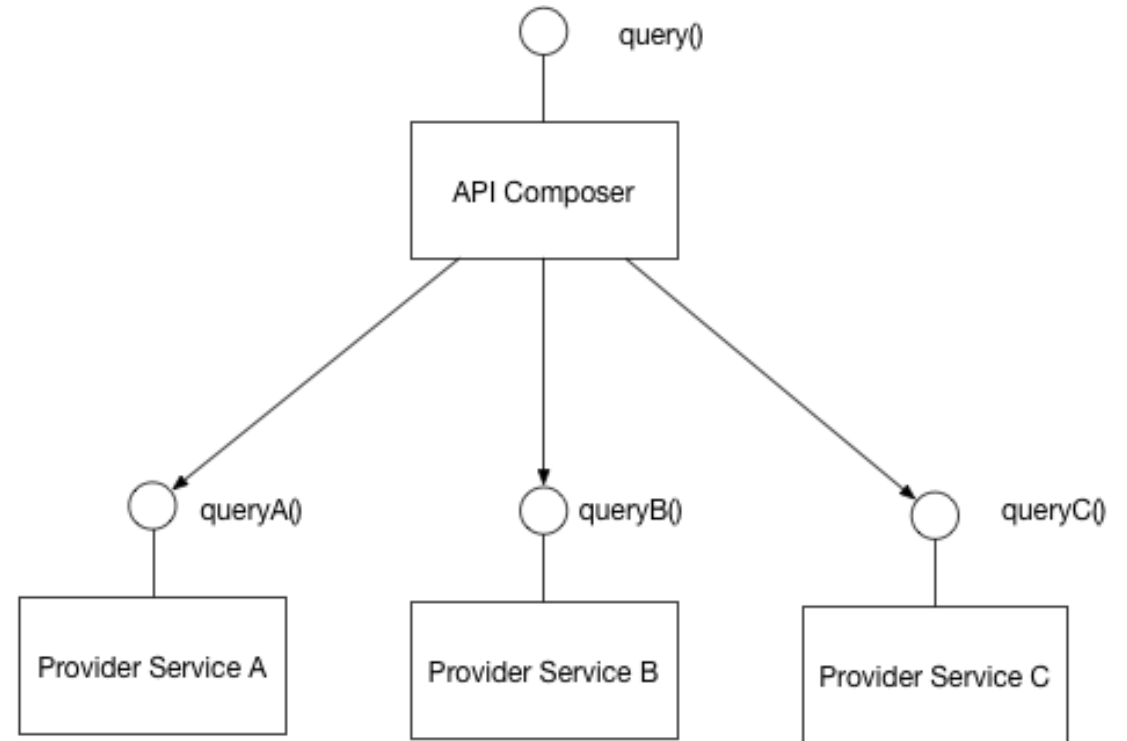 query()
API Composer
queryA()
queryB()
queryC()
Provider Service A
Provider Service B
Provider Service C